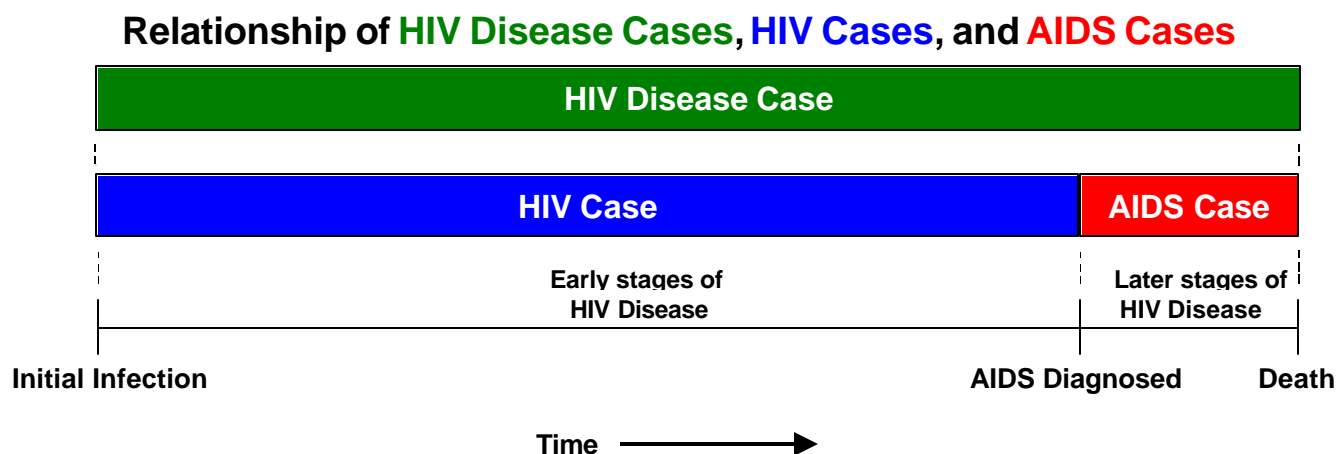 Relationship of HIV Disease Cases, HIV Cases, and AIDS Cases
HIV Disease Case
HIV Case
AIDS Case
Early stages of
HIV Disease
Later stages of
HIV Disease
Initial Infection
AIDS Diagnosed
Death
Time